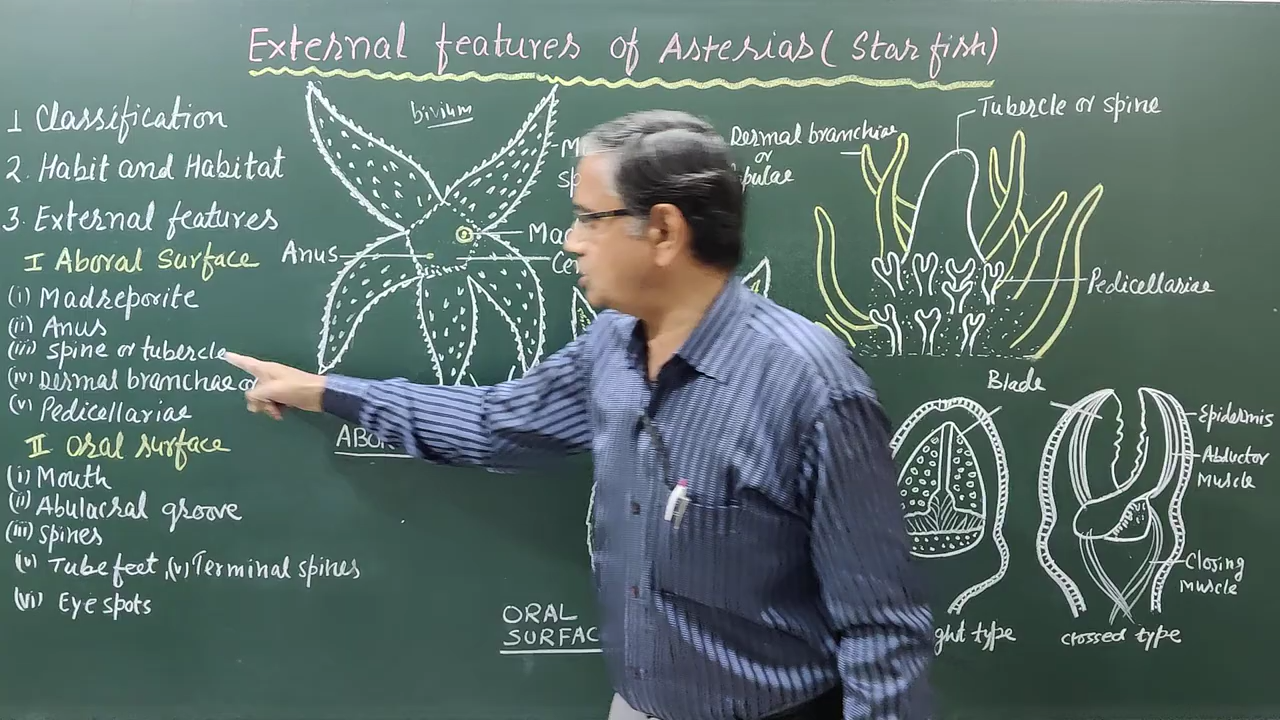 External features of Asterias (Starfish)
1 Classification
2. Habit and Habitat
3. External features
I Aboral Surface
(i) Madreporite
(ii) Anus
(iii) Spine or tubercle
(iv) Dermal branchae or
(v) Pedicellariae
II Oral surface
(i) Mouth
(ii) Abulacral groove
(iii) Spines
(iv) Tube feet, (v) Terminal spines
(vi) Eye spots
bivium
Anus
ORAL
Dermal branchiae
or
Tubercle or spine
Pedicellariae
Blade
Epidermis
Abductor
Muscle
Closing
Muscle
crossed type